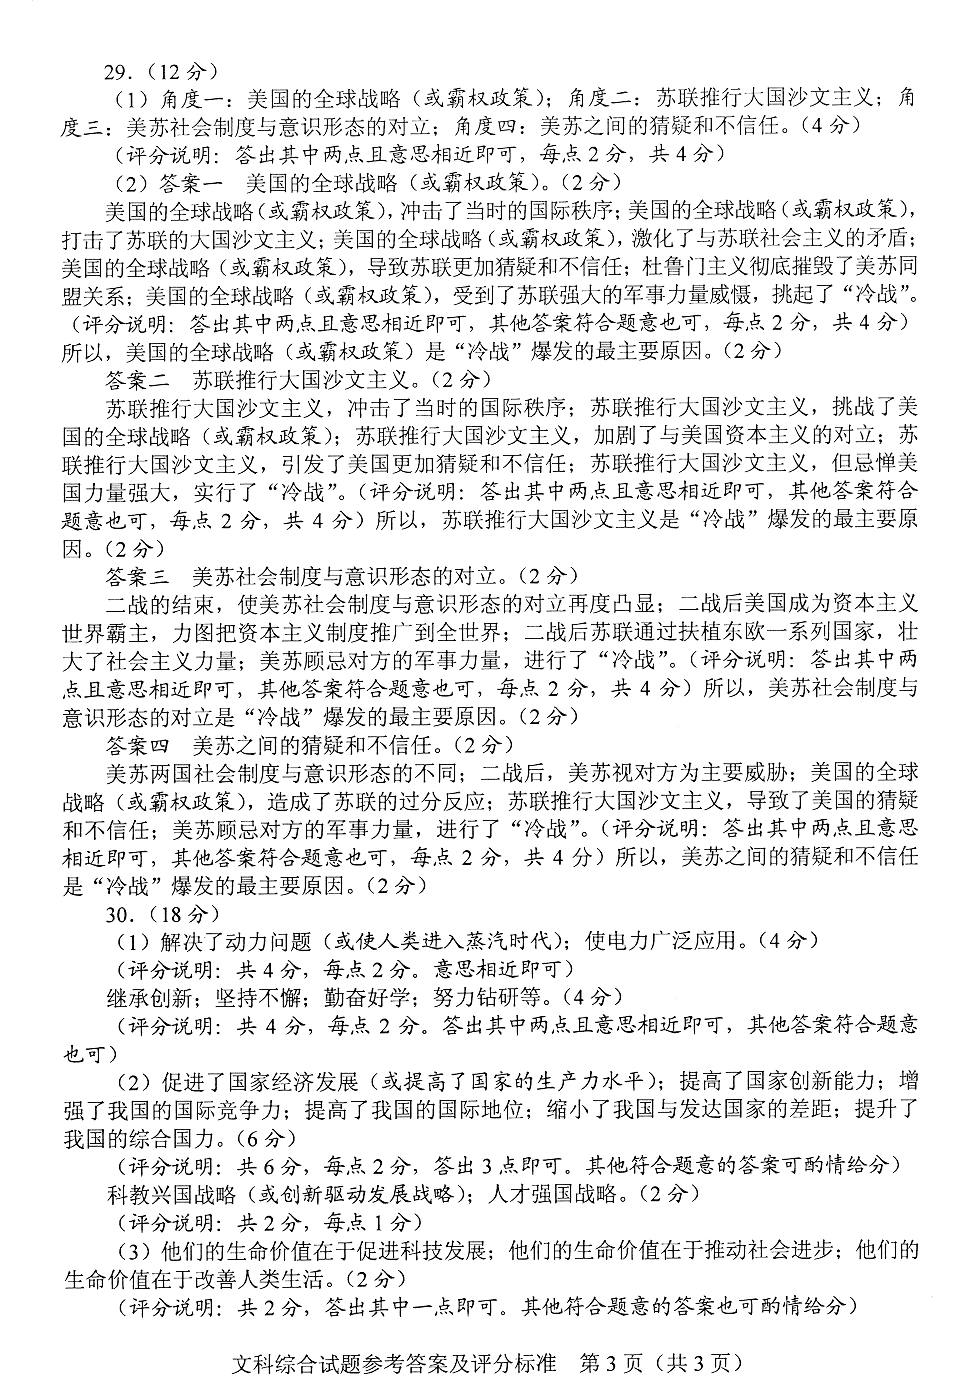 29.（12 分）
（1）角度一：美国的全球战略（或霸权政策）；角度二：苏联推行大国沙文主义；角
度三：美苏社会制度与意识形态的对立；角度四：美苏之间的猜疑和不信任。（4 分）
（评分说明：答出其中两点且意思相近即可，每点 2 分，共 4 分）
（2）答案一　美国的全球战略（或霸权政策）。（2 分）
美国的全球战略（或霸权政策），冲击了当时的国际秩序；美国的全球战略（或霸权政策），
打击了苏联的大国沙文主义；美国的全球战略（或霸权政策），激化了与苏联社会主义的矛盾；
美国的全球战略（或霸权政策），导致苏联更加猜疑和不信任；杜鲁门主义彻底摧毁了美苏同
盟关系；美国的全球战略（或霸权政策），受到了苏联强大的军事力量威慑，挑起了“冷战”。
（评分说明：答出其中两点且意思相近即可，其他答案符合题意也可，每点 2 分，共 4 分）
所以，美国的全球战略（或霸权政策）是“冷战”爆发的最主要原因。（2 分）
答案二　苏联推行大国沙文主义。（2 分）
苏联推行大国沙文主义，冲击了当时的国际秩序；苏联推行大国沙文主义，挑战了美
国的全球战略（或霸权政策）；苏联推行大国沙文主义，加剧了与美国资本主义的对立；苏
联推行大国沙文主义，引发了美国更加猜疑和不信任；苏联推行大国沙文主义，但忌惮美
国力量强大，实行了“冷战”。（评分说明：答出其中两点且意思相近即可，其他答案符合
题意也可，每点 2 分，共 4 分）所以，苏联推行大国沙文主义是“冷战”爆发的最主要原
因。（2 分）
答案三　美苏社会制度与意识形态的对立。（2 分）
二战的结束，使美苏社会制度与意识形态的对立再度凸显；二战后美国成为资本主义
世界霸主，力图把资本主义制度推广到全世界；二战后苏联通过扶植东欧一系列国家，壮
大了社会主义力量；美苏顾忌对方的军事力量，进行了“冷战”。（评分说明：答出其中两
点且意思相近即可，其他答案符合题意也可，每点 2 分，共 4 分）所以，美苏社会制度与
意识形态的对立是“冷战”爆发的最主要原因。（2 分）
答案四　美苏之间的猜疑和不信任。（2 分）
美苏两国社会制度与意识形态的不同；二战后，美苏视对方为主要威胁；美国的全球
战略（或霸权政策），造成了苏联的过分反应；苏联推行大国沙文主义，导致了美国的猜疑
和不信任；美苏顾忌对方的军事力量，进行了“冷战”。（评分说明：答出其中两点且意思
相近即可，其他答案符合题意也可，每点 2 分，共 4 分）所以，美苏之间的猜疑和不信任
是“冷战”爆发的最主要原因。（2 分）
30.（18 分）
（1）解决了动力问题（或使人类进入蒸汽时代）；使电力广泛应用。（4 分）
（评分说明：共 4 分，每点 2 分。意思相近即可）
继承创新；坚持不懈；勤奋好学；努力钻研等。（4 分）
（评分说明：共 4 分，每点 2 分。答出其中两点且意思相近即可，其他答案符合题意
也可）
（2）促进了国家经济发展（或提高了国家的生产力水平）；提高了国家创新能力；增
强了我国的国际竞争力；提高了我国的国际地位；缩小了我国与发达国家的差距；提升了
我国的综合国力。（6 分）
（评分说明：共 6 分，每点 2 分，答出 3 点即可。其他符合题意的答案可酌情给分）
科教兴国战略（或创新驱动发展战略）；人才强国战略。（2 分）
（评分说明：共 2 分，每点 1 分）
（3）他们的生命价值在于促进科技发展；他们的生命价值在于推动社会进步；他们的
生命价值在于改善人类生活。（2 分）
（评分说明：共 2 分，答出其中一点即可。其他符合题意的答案也可酌情给分）
文科综合试题参考答案及评分标准　第 3 页（共 3 页）